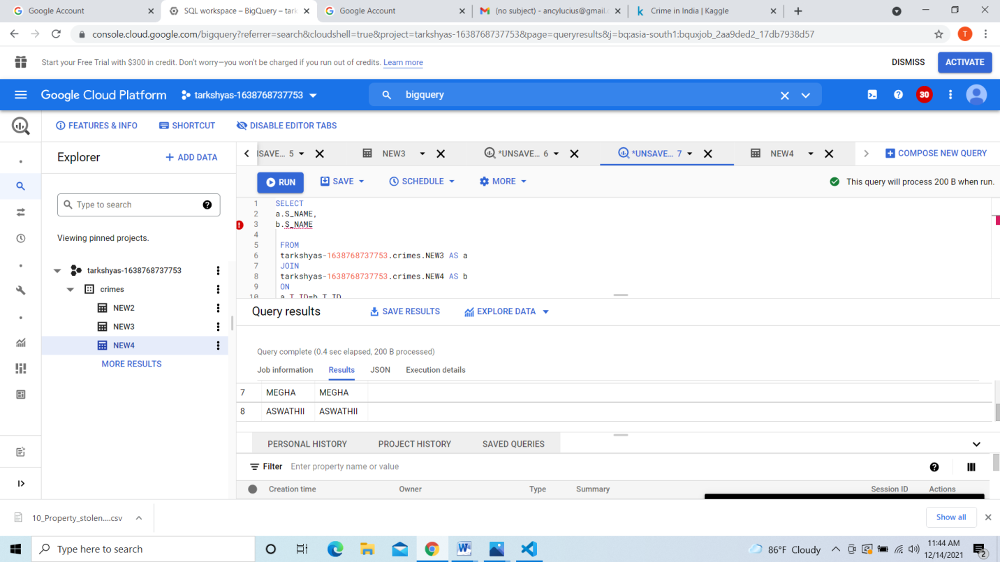 Google Account
SQL workspace – BigQuery – tark
Google Account
(no subject) - ancylucius@gmail.
Crime in India | Kaggle
console.cloud.google.com/bigquery?referrer=search&cloudshell=true&project=tarkshyas-1638768737753&page=queryresults&j=bq:asia-south1:bquxjob_2aa9ded2_17db7938d57
T
Start your Free Trial with $300 in credit. Don't worry—you won't be charged if you run out of credits. Learn more
DISMISS
ACTIVATE
Google Cloud Platform
tarkshyas-1638768737753
bigquery
30
FEATURES & INFO
SHORTCUT
DISABLE EDITOR TABS
Explorer
+ ADD DATA
ISAVE... 5
NEW3
*UNSAVE... 6
*UNSAVE... 7
NEW4
COMPOSE NEW QUERY
RUN
SAVE
SCHEDULE
MORE
This query will process 200 B when run.
Type to search
Viewing pinned projects.
tarkshyas-1638768737753
crimes
NEW2
NEW3
NEW4
MORE RESULTS
1 SELECT
2 a.S_NAME,
3 b.S_NAME
4
5 FROM
6 tarkshyas-1638768737753.crimes.NEW3 AS a
7 JOIN
8 tarkshyas-1638768737753.crimes.NEW4 AS b
9 ON
10 a.T_ID=b.T_ID
Query results
SAVE RESULTS
EXPLORE DATA
Query complete (0.4 sec elapsed, 200 B processed)
Job information
Results
JSON
Execution details
7 MEGHA MEGHA
8 ASWATHII ASWATHII
PERSONAL HISTORY
PROJECT HISTORY
SAVED QUERIES
Filter Enter property name or value
Creation time
Owner
Type
Summary
Session ID
Actions
10_Property_stolen....csv
Show all
Type here to search
86°F Cloudy
11:44 AM
12/14/2021
2